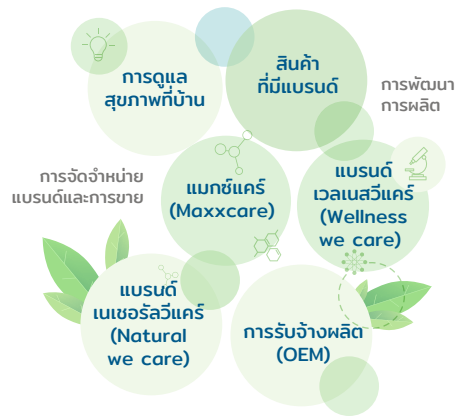 การดูแล
สุขภาพที่บ้าน
สินค้า
ที่มีแบรนด์
การพัฒนา
การผลิต
การจัดจำหน่าย
แบรนด์และการขาย
แมกซ์แคร์
(Maxxcare)
แบรนด์
เวลเนสวีแคร์
(Wellness
we care)
แบรนด์
เนเชอรัลวีแคร์
(Natural
we care)
การรับจ้างผลิต
(OEM)